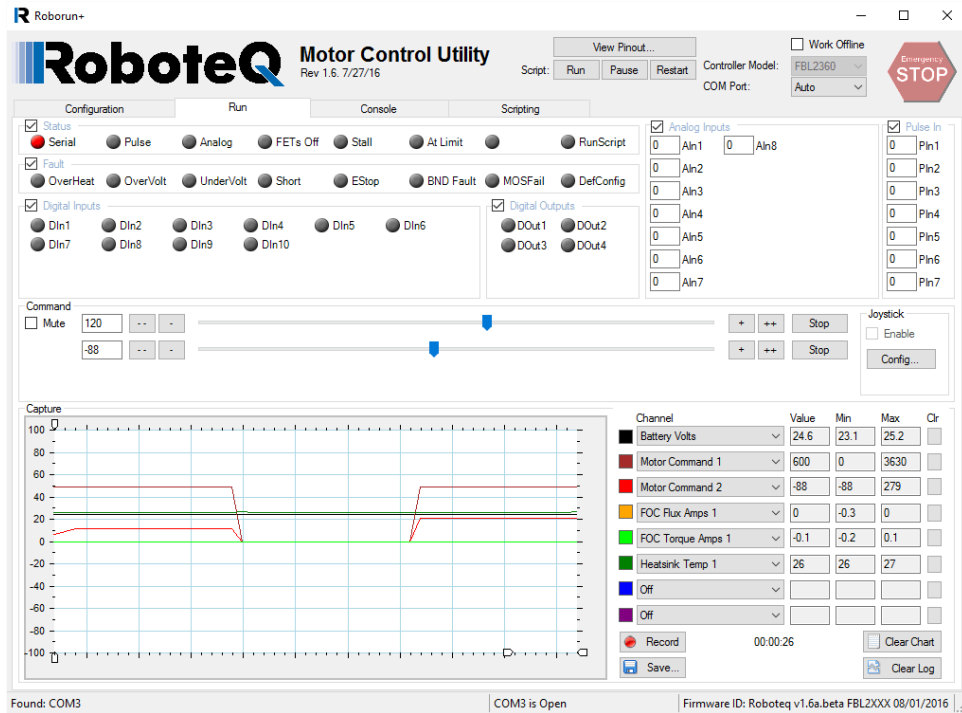 Roborun+
RoboteQ Motor Control Utility
Rev 1.6. 7/27/16
View Pinout...
Script: Run Pause Restart
Work Offline
Controller Model: FBL2360
COM Port: Auto
Emergency
STOP
Configuration Run Console Scripting
Status
Serial Pulse Analog FETs Off Stall At Limit RunScript
Fault
OverHeat OverVolt UnderVolt Short EStop BND Fault MOSFail DefConfig
Digital Inputs
DIn1 DIn2 DIn3 DIn4 DIn5 DIn6
DIn7 DIn8 DIn9 DIn10
Digital Outputs
DOut1 DOut2
DOut3 DOut4
Analog Inputs
0 AIn1 0 AIn8
0 AIn2
0 AIn3
0 AIn4
0 AIn5
0 AIn6
0 AIn7
Pulse In
0 PIn1
0 PIn2
0 PIn3
0 PIn4
0 PIn5
0 PIn6
0 PIn7
Command
Mute 120 -- - + ++ Stop
-88 -- - + ++ Stop
Joystick
Enable
Config...
Capture
100
80
60
40
20
0
-20
-40
-60
-80
-100
Channel Value Min Max Clr
Battery Volts 24.6 23.1 25.2
Motor Command 1 600 0 3630
Motor Command 2 -88 -88 279
FOC Flux Amps 1 0 -0.3 0
FOC Torque Amps 1 -0.1 -0.2 0.1
Heatsink Temp 1 26 26 27
Off
Off
Record 00:00:26 Clear Chart
Save... Clear Log
Found: COM3 COM3 is Open Firmware ID: Roboteq v1.6a.beta FBL2XXX 08/01/2016